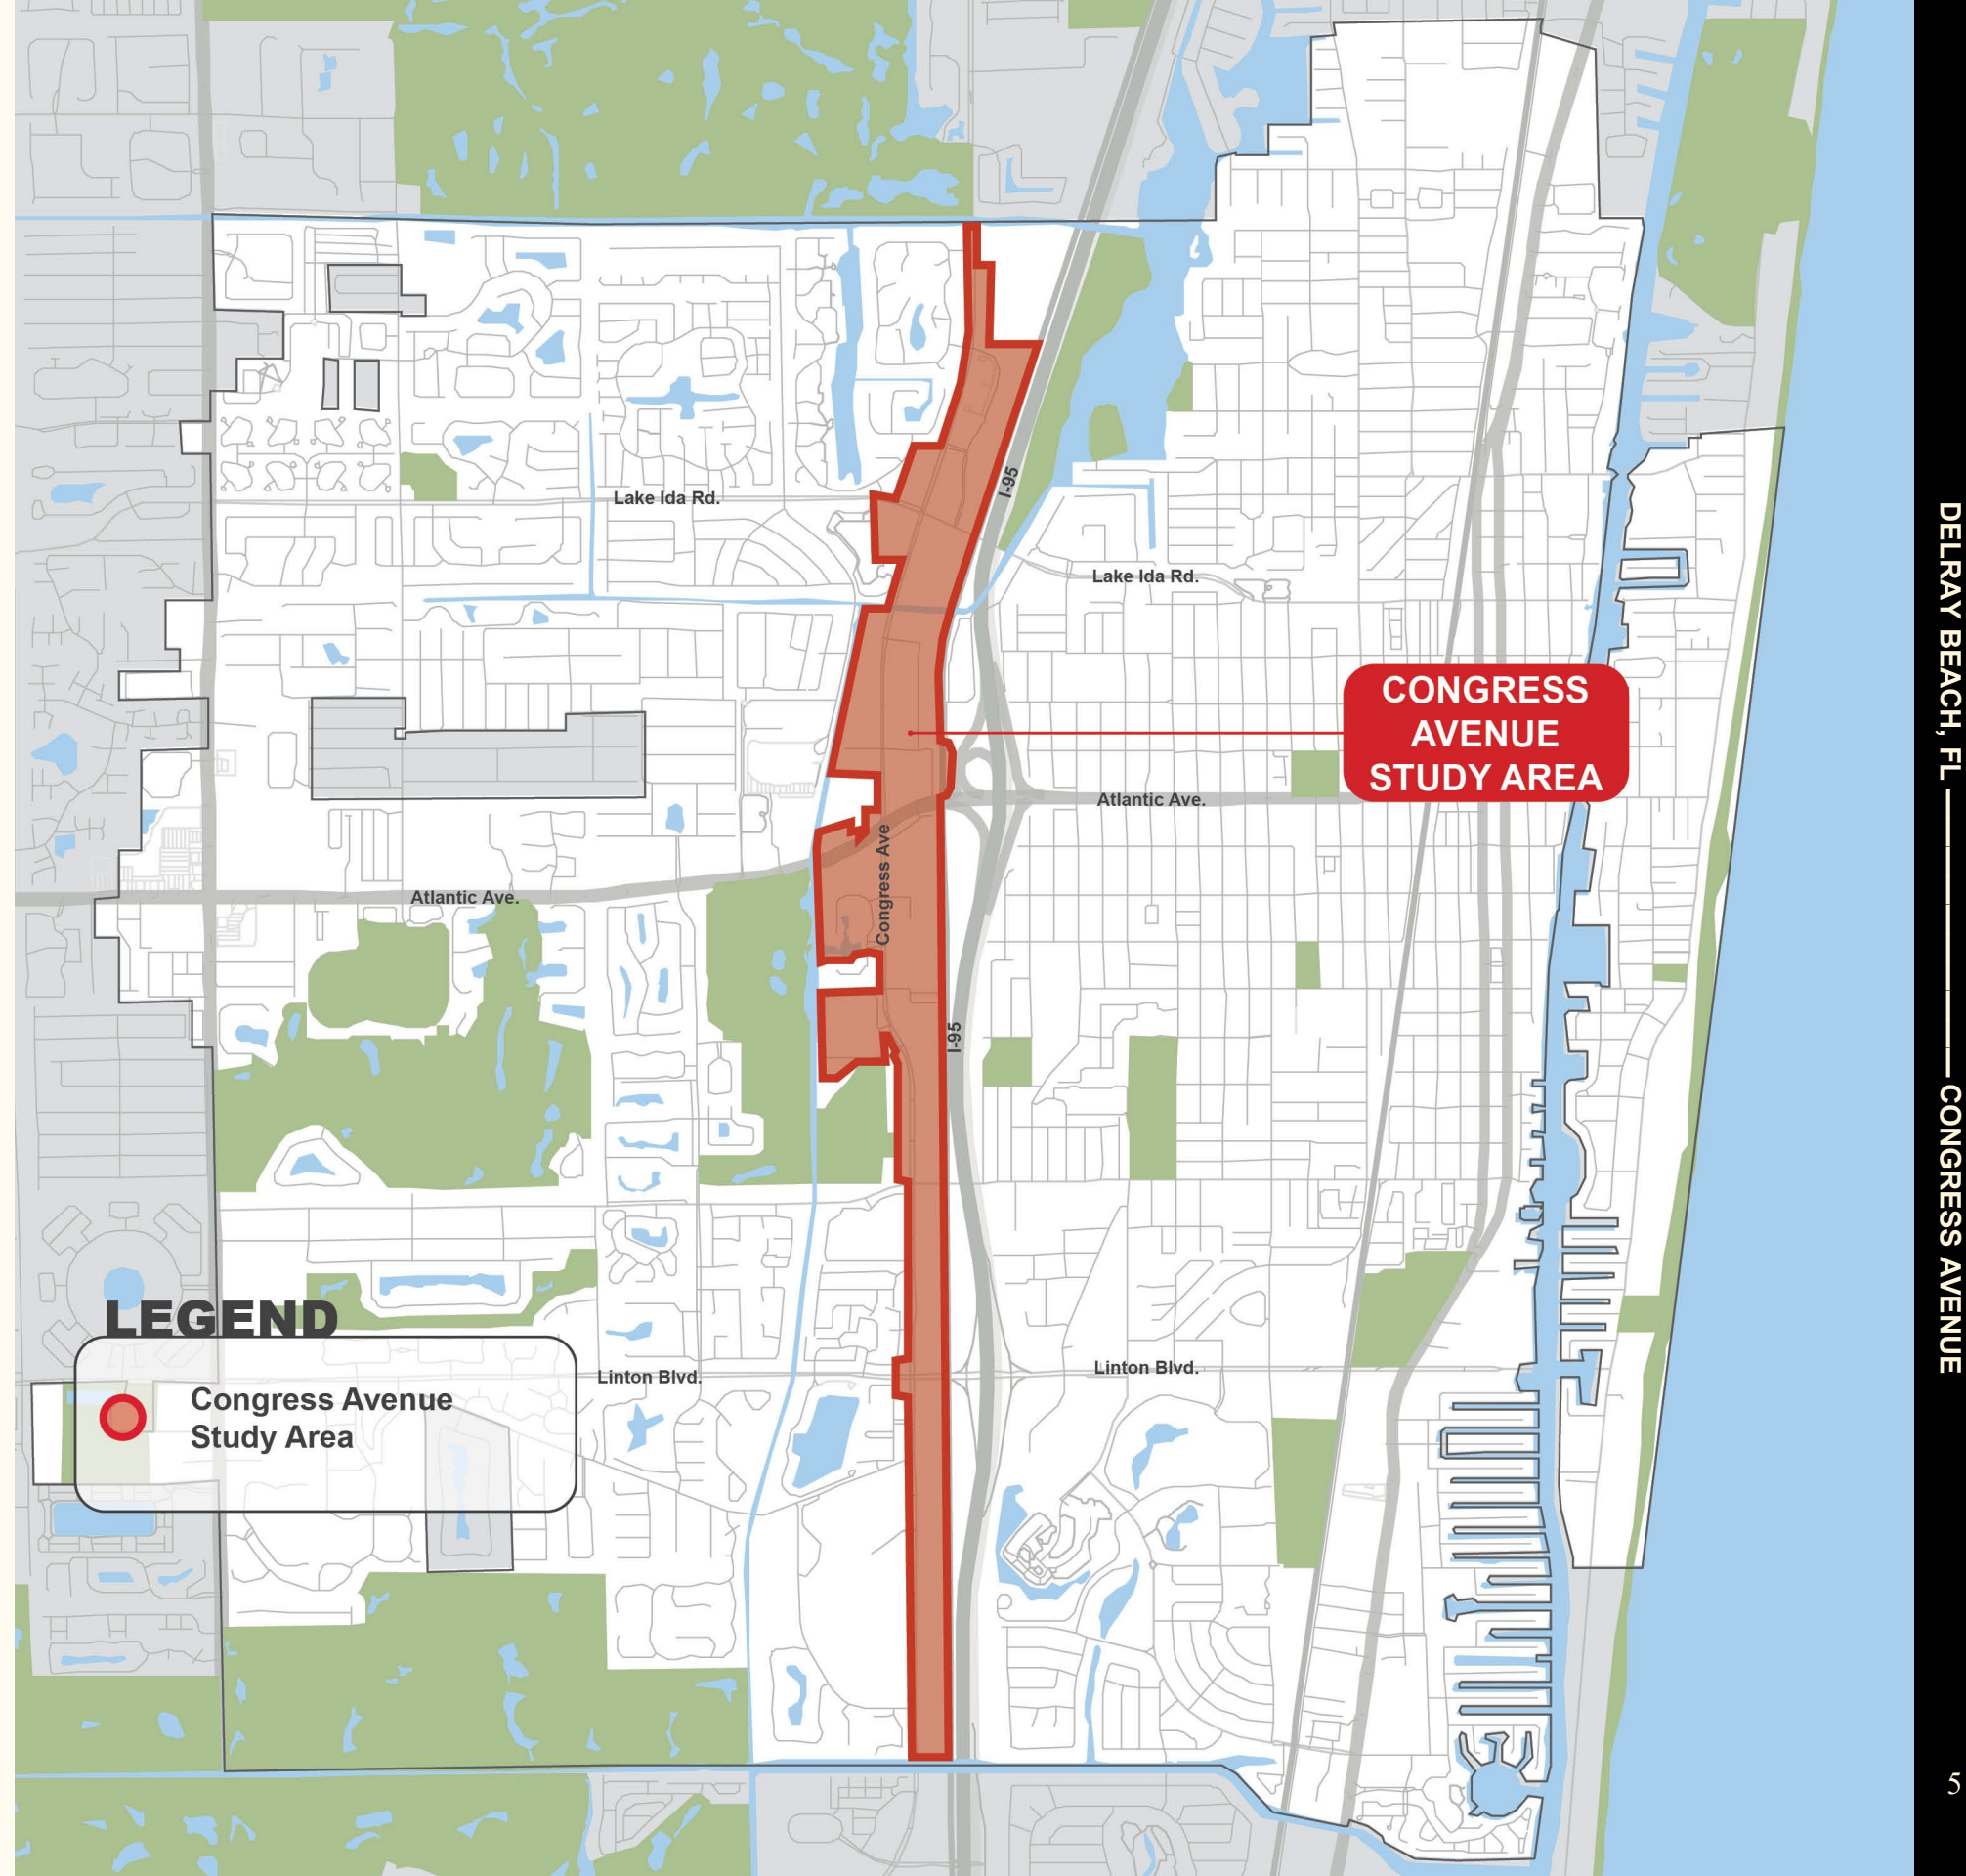 Lake Ida Rd.
I-95
Lake Ida Rd.
CONGRESS
AVENUE
STUDY AREA
Atlantic Ave.
Congress Ave
Atlantic Ave.
I-95
LEGEND
Congress Avenue
Study Area
Linton Blvd.
Linton Blvd.
DELRAY BEACH, FL
CONGRESS AVENUE
5